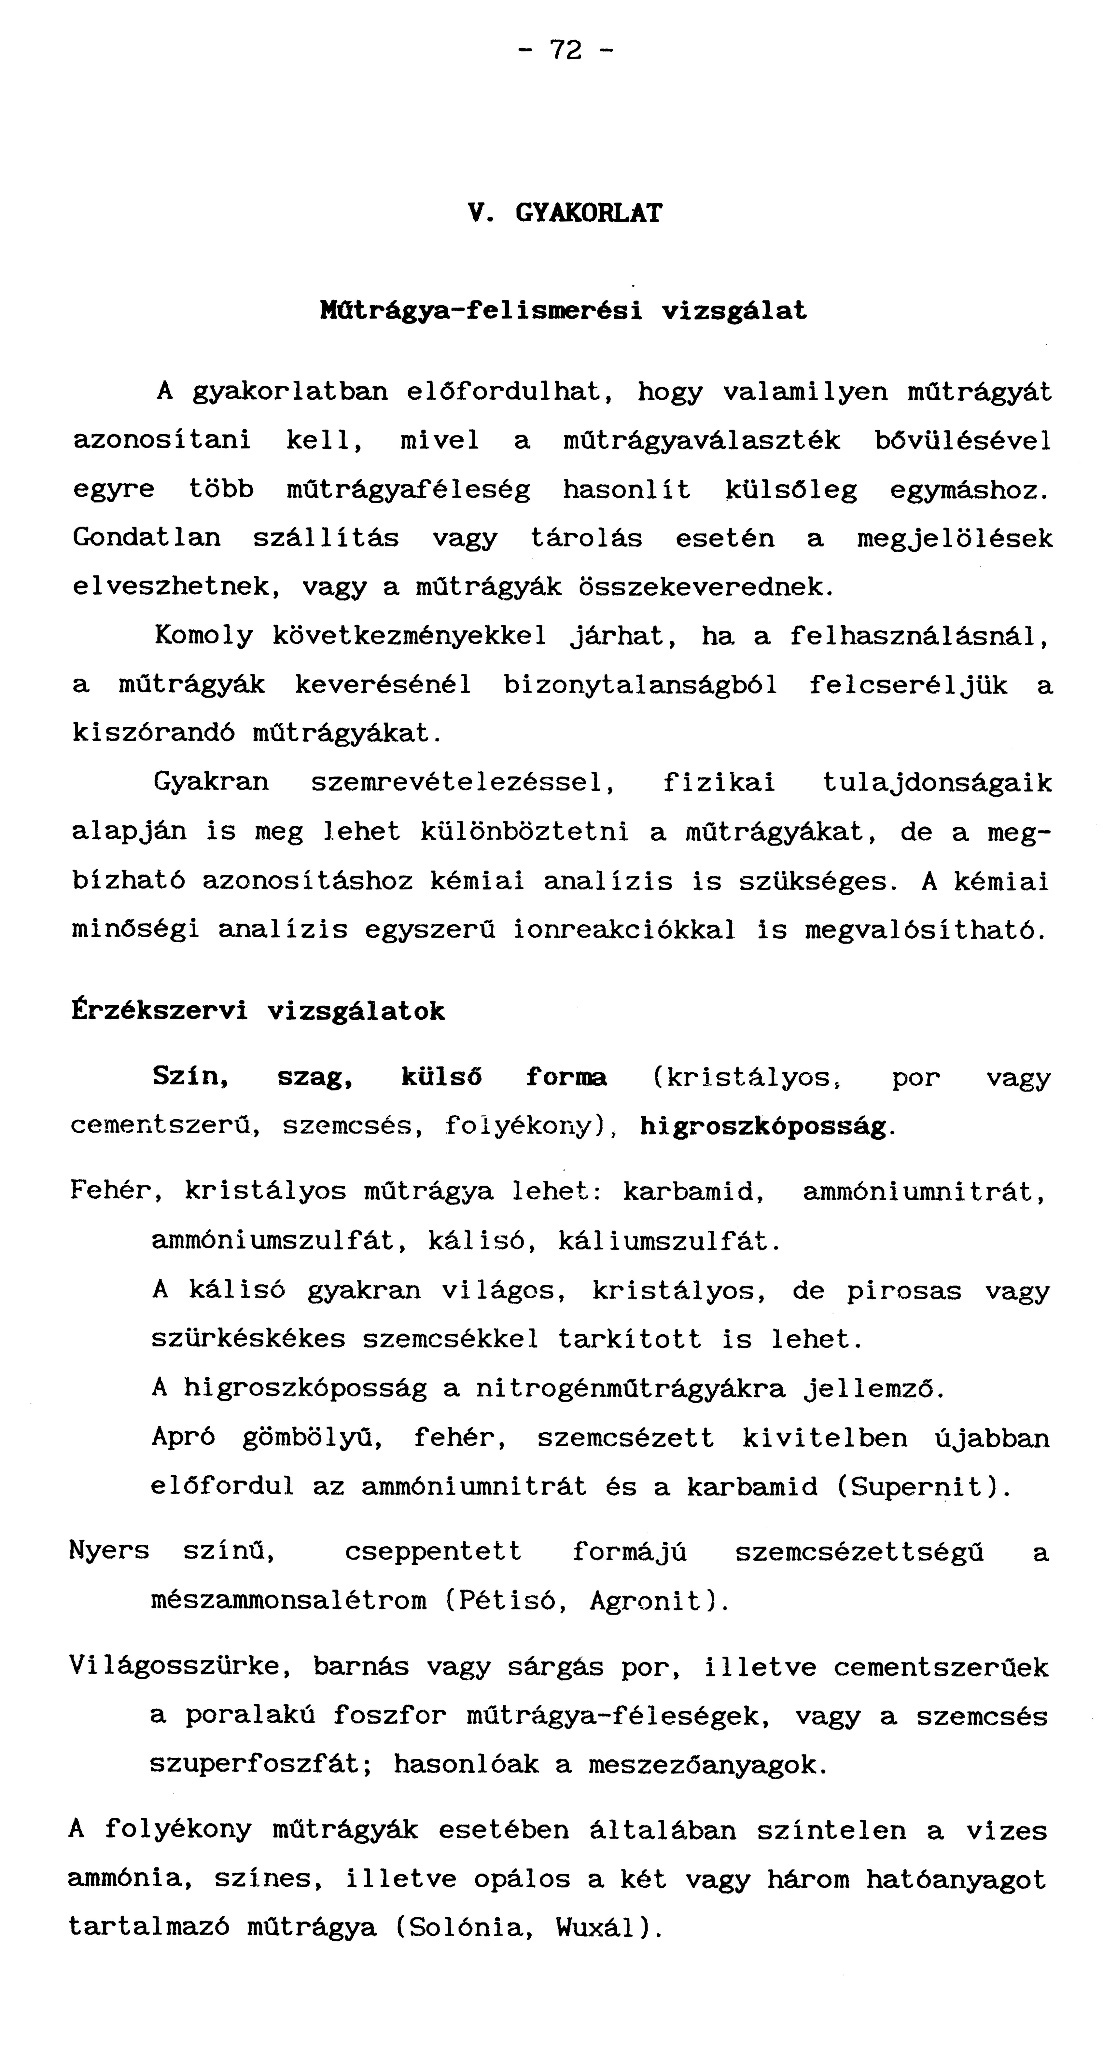 - 72 -
V. GYAKORLAT
Műtrágya-felismerési vizsgálat
A gyakorlatban előfordulhat, hogy valamilyen műtrágyát
azonosítani kell, mivel a műtrágyaválaszték bővülésével
egyre több műtrágyaféleség hasonlít külsőleg egymáshoz.
Gondatlan szállítás vagy tárolás esetén a megjelölések
elveszhetnek, vagy a műtrágyák összekeverednek.
Komoly következményekkel járhat, ha a felhasználásnál,
a műtrágyák keverésénél bizonytalanságból felcseréljük a
kiszórandó műtrágyákat.
Gyakran szemrevételezéssel, fizikai tulajdonságaik
alapján is meg lehet különböztetni a műtrágyákat, de a meg-
bízható azonosításhoz kémiai analízis is szükséges. A kémiai
minőségi analízis egyszerű ionreakciókkal is megvalósítható.
Érzékszervi vizsgálatok
Szín, szag, külső forma (kristályos, por vagy
cementszerű, szemcsés, folyékony), higroszkóposság.
Fehér, kristályos műtrágya lehet: karbamid, ammóniumnitrát,
ammóniumszulfát, kálisó, káliumszulfát.
A kálisó gyakran világos, kristályos, de pirosas vagy
szürkéskékes szemcsékkel tarkított is lehet.
A higroszkóposság a nitrogénműtrágyákra jellemző.
Apró gömbölyű, fehér, szemcsézett kivitelben újabban
előfordul az ammóniumnitrát és a karbamid (Supernit).
Nyers színű, cseppentett formájú szemcsézettségű a
mészammonsalétrom (Pétisó, Agronit).
Világosszürke, barnás vagy sárgás por, illetve cementszerűek
a poralakú foszfor műtrágya-féleségek, vagy a szemcsés
szuperfoszfát; hasonlóak a meszezőanyagok.
A folyékony műtrágyák esetében általában színtelen a vizes
ammónia, színes, illetve opálos a két vagy három hatóanyagot
tartalmazó műtrágya (Solónia, Wuxál).